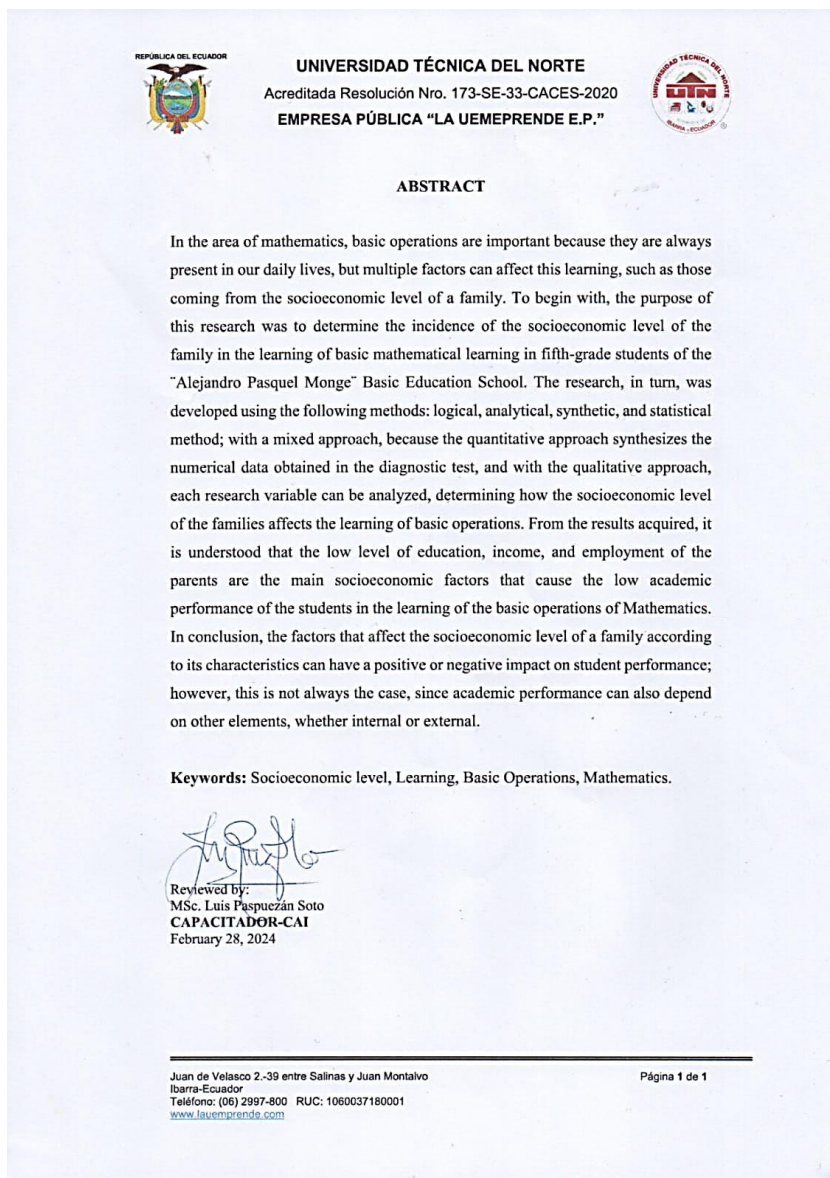 REPÚBLICA DEL ECUADOR
UNIVERSIDAD TÉCNICA DEL NORTE
Acreditada Resolución Nro. 173-SE-33-CACES-2020
EMPRESA PÚBLICA “LA UEMEPRENDE E.P.”
UNIVERSIDAD TÉCNICA DEL NORTE
UTN
IBARRA - ECUADOR
ABSTRACT
In the area of mathematics, basic operations are important because they are always
present in our daily lives, but multiple factors can affect this learning, such as those
coming from the socioeconomic level of a family. To begin with, the purpose of
this research was to determine the incidence of the socioeconomic level of the
family in the learning of basic mathematical learning in fifth-grade students of the
¨Alejandro Pasquel Monge¨ Basic Education School. The research, in turn, was
developed using the following methods: logical, analytical, synthetic, and statistical
method; with a mixed approach, because the quantitative approach synthesizes the
numerical data obtained in the diagnostic test, and with the qualitative approach,
each research variable can be analyzed, determining how the socioeconomic level
of the families affects the learning of basic operations. From the results acquired, it
is understood that the low level of education, income, and employment of the
parents are the main socioeconomic factors that cause the low academic
performance of the students in the learning of the basic operations of Mathematics.
In conclusion, the factors that affect the socioeconomic level of a family according
to its characteristics can have a positive or negative impact on student performance;
however, this is not always the case, since academic performance can also depend
on other elements, whether internal or external.
Keywords: Socioeconomic level, Learning, Basic Operations, Mathematics.
Reviewed by:
MSc. Luis Paspuezán Soto
CAPACITADOR-CAI
February 28, 2024
Juan de Velasco 2.-39 entre Salinas y Juan Montalvo
Ibarra-Ecuador
Teléfono: (06) 2997-800 RUC: 1060037180001
www.lauemprende.com
Página 1 de 1